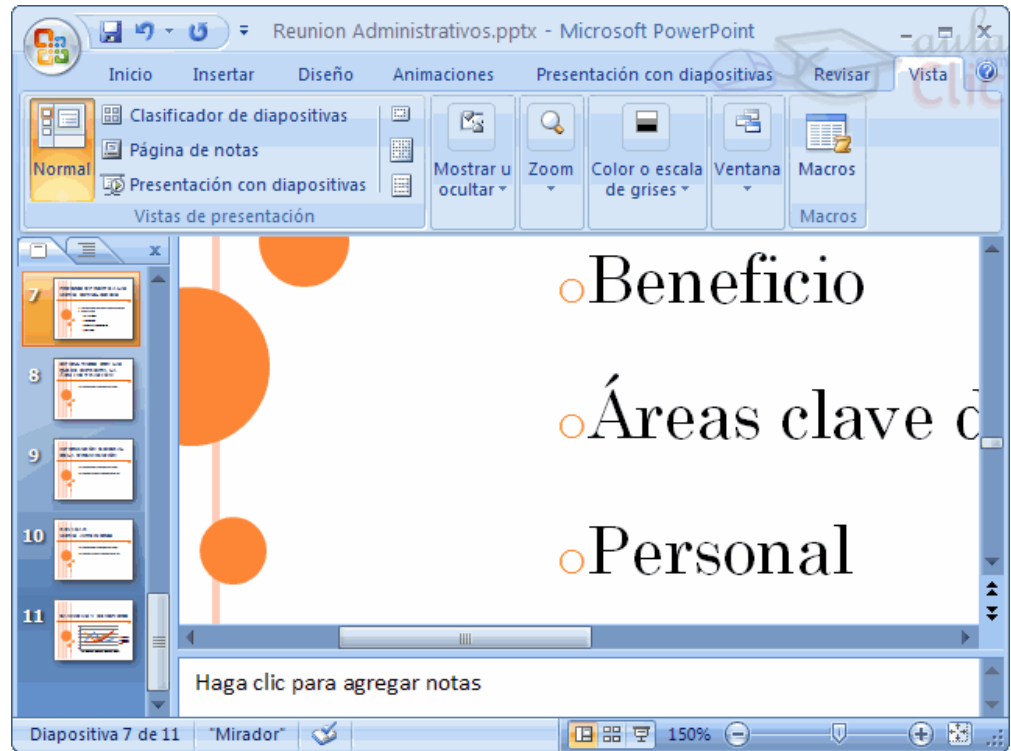 Reunion Administrativos.pptx - Microsoft PowerPoint
aula
Clic
.com
Inicio Insertar Diseño Animaciones Presentación con diapositivas Revisar Vista
Normal
Clasificador de diapositivas
Página de notas
Presentación con diapositivas
Vistas de presentación
Mostrar u
ocultar
Zoom
Color o escala
de grises
Ventana
Macros
Macros
7
8
9
10
11
Beneficio
Áreas clave d
Personal
Haga clic para agregar notas
Diapositiva 7 de 11 "Mirador" 150%